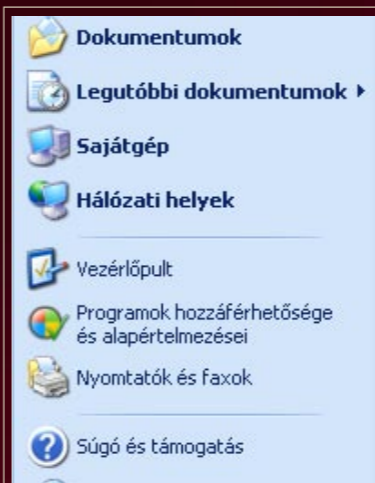 Dokumentumok
Legutóbbi dokumentumok
Sajátgép
Hálózati helyek
Vezérlőpult
Programok hozzáférhetősége
és alapértelmezései
Nyomtatók és faxok
Súgó és támogatás